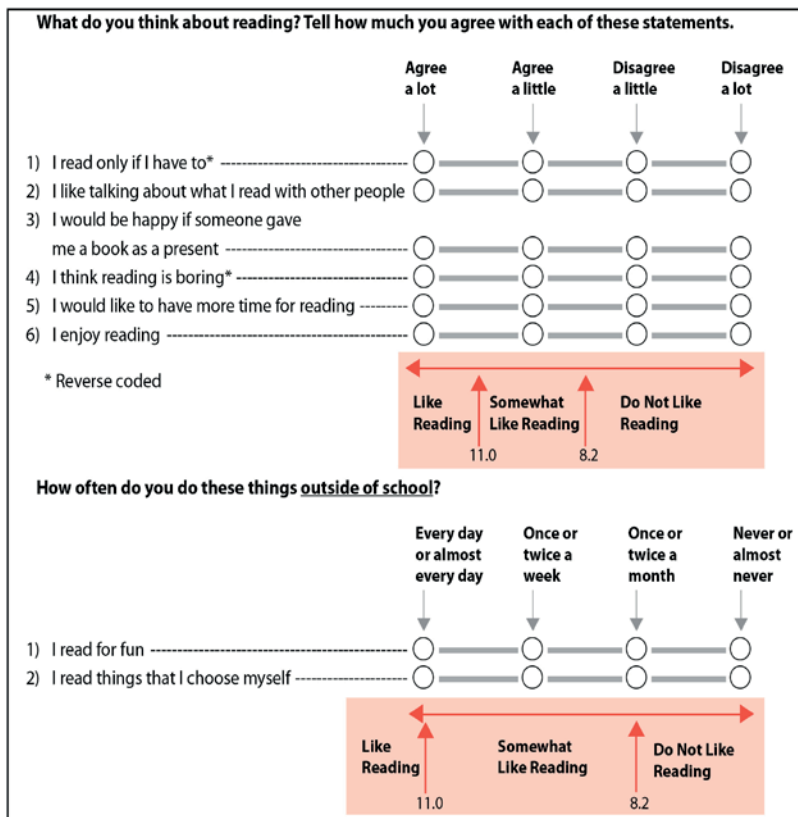 What do you think about reading? Tell how much you agree with each of these statements.
Agree a lot
Agree a little
Disagree a little
Disagree a lot
1) I read only if I have to*
2) I like talking about what I read with other people
3) I would be happy if someone gave
me a book as a present
4) I think reading is boring*
5) I would like to have more time for reading
6) I enjoy reading
* Reverse coded
Like Reading
Somewhat Like Reading
Do Not Like Reading
11.0
8.2
How often do you do these things outside of school?
Every day or almost every day
Once or twice a week
Once or twice a month
Never or almost never
1) I read for fun
2) I read things that I choose myself
Like Reading
Somewhat Like Reading
Do Not Like Reading
11.0
8.2